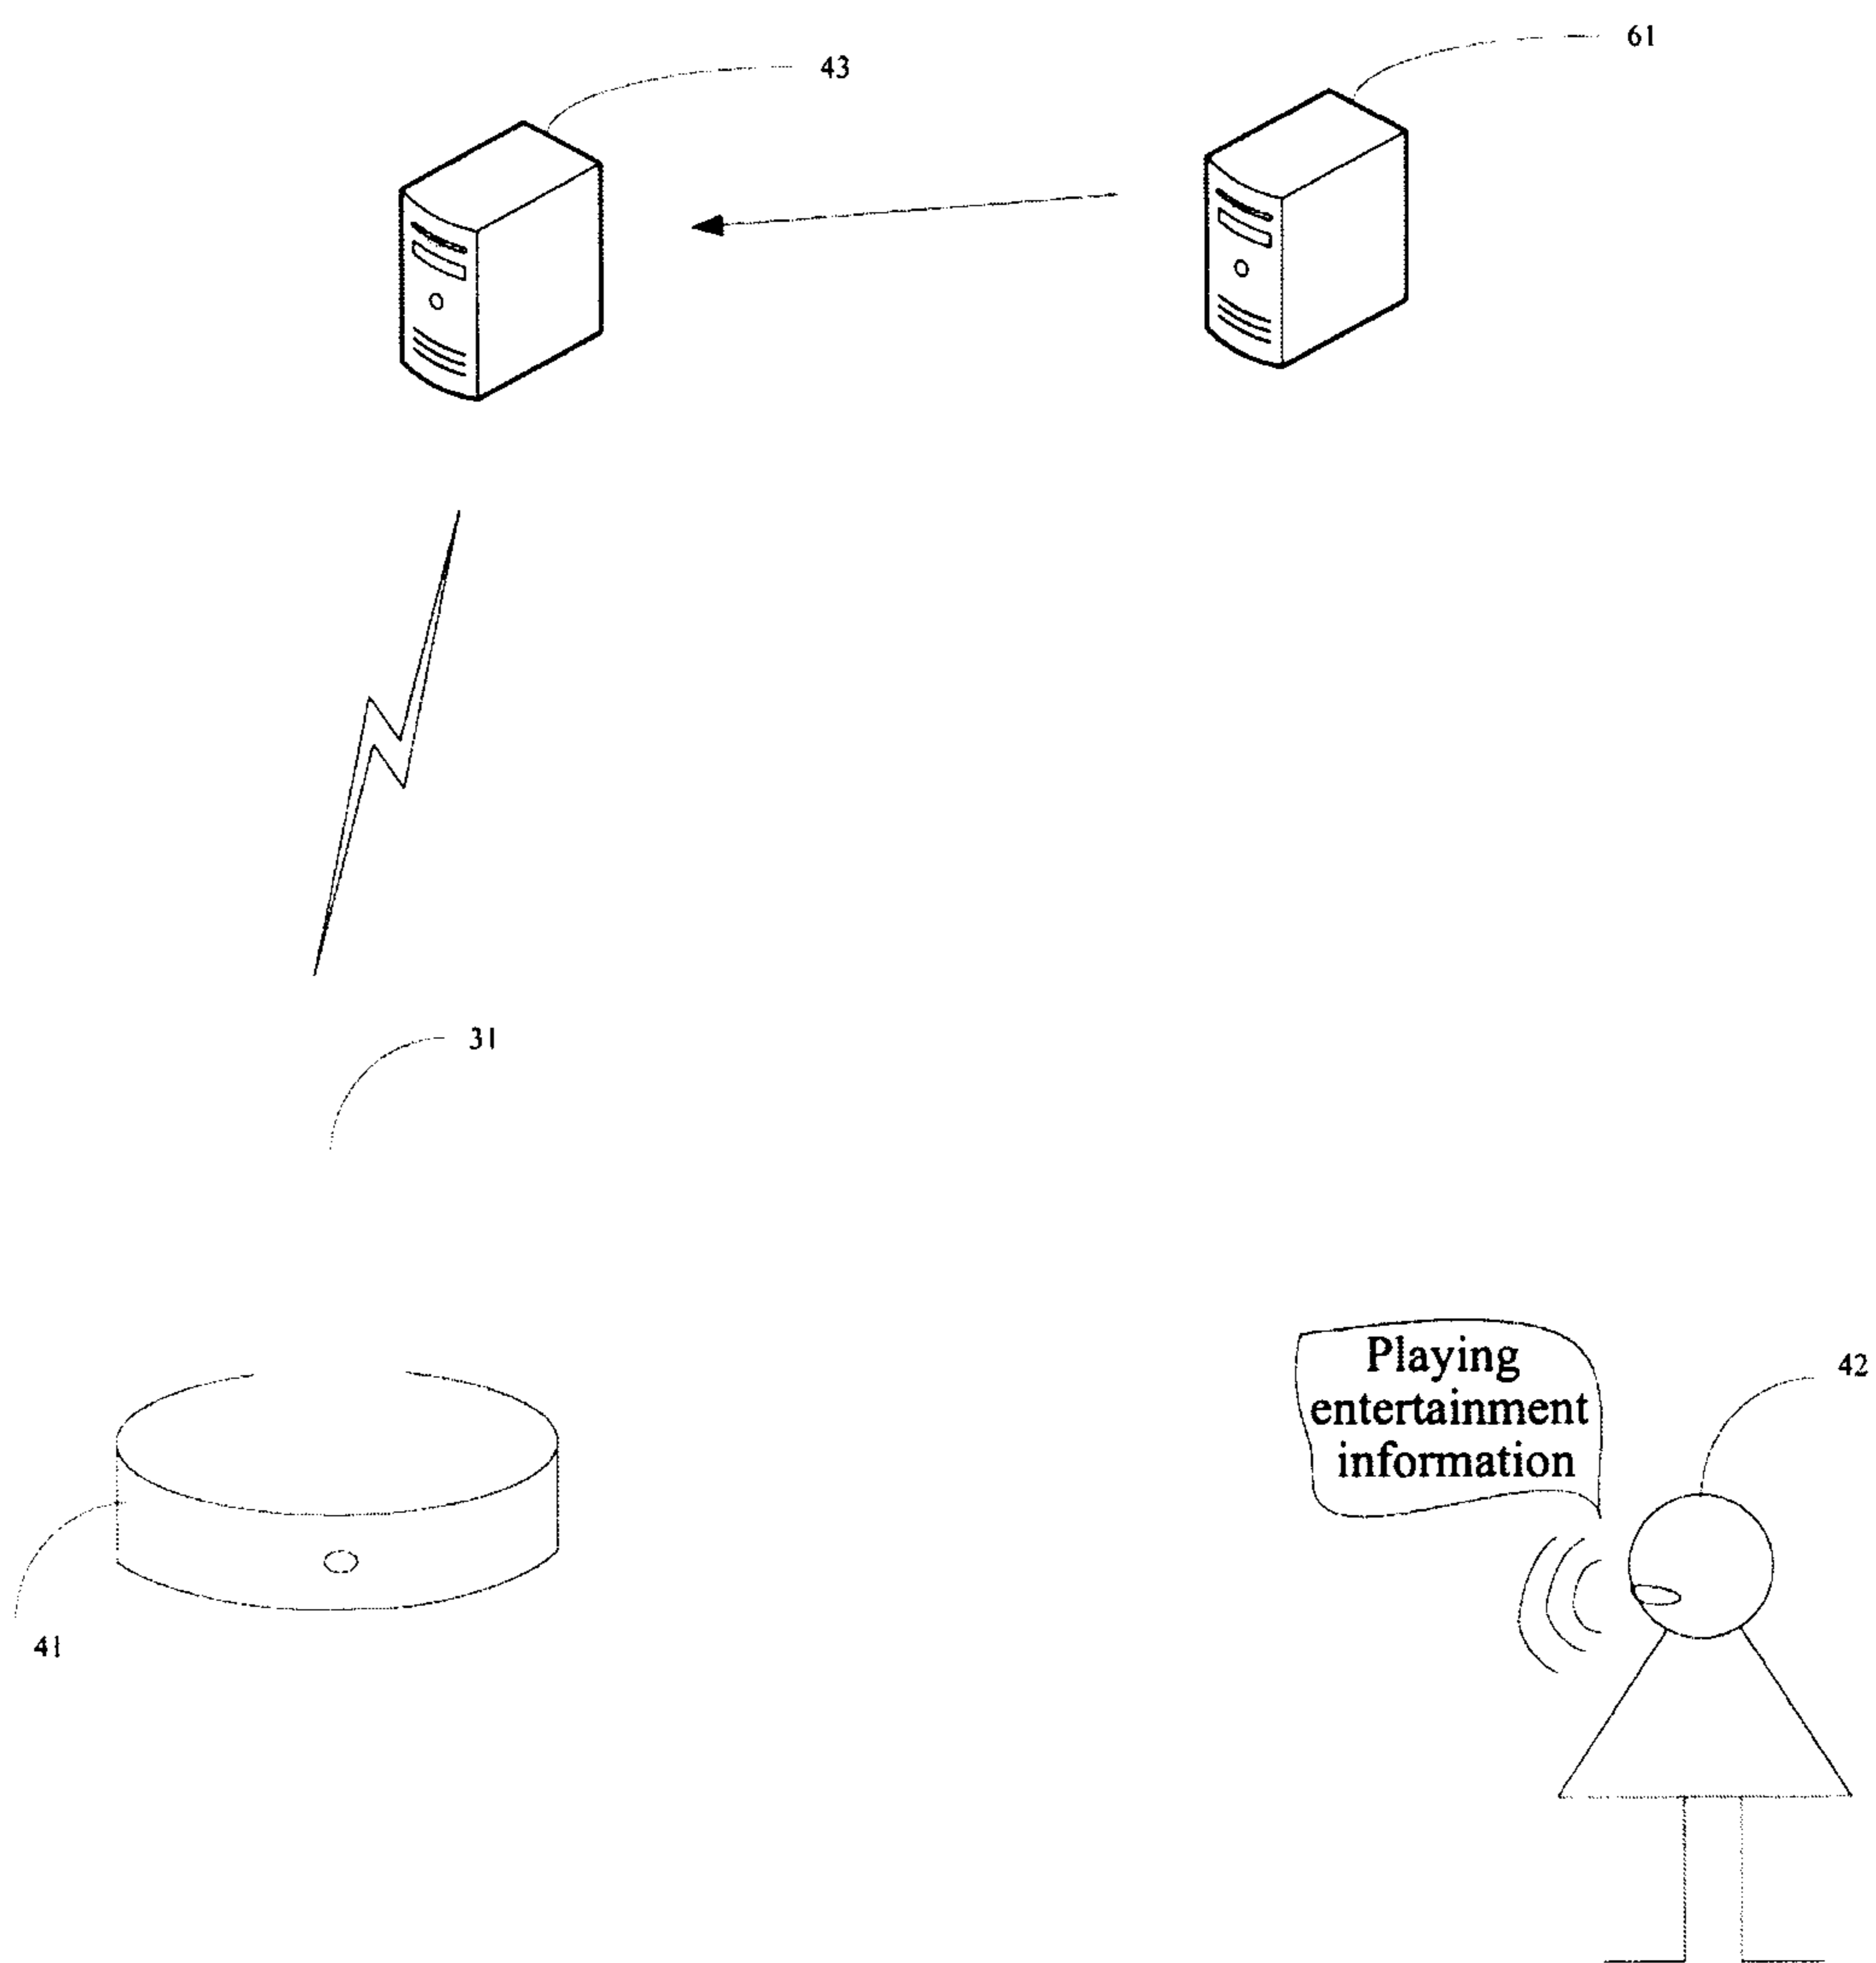 61
43
31
Playing
entertainment
information
42
41